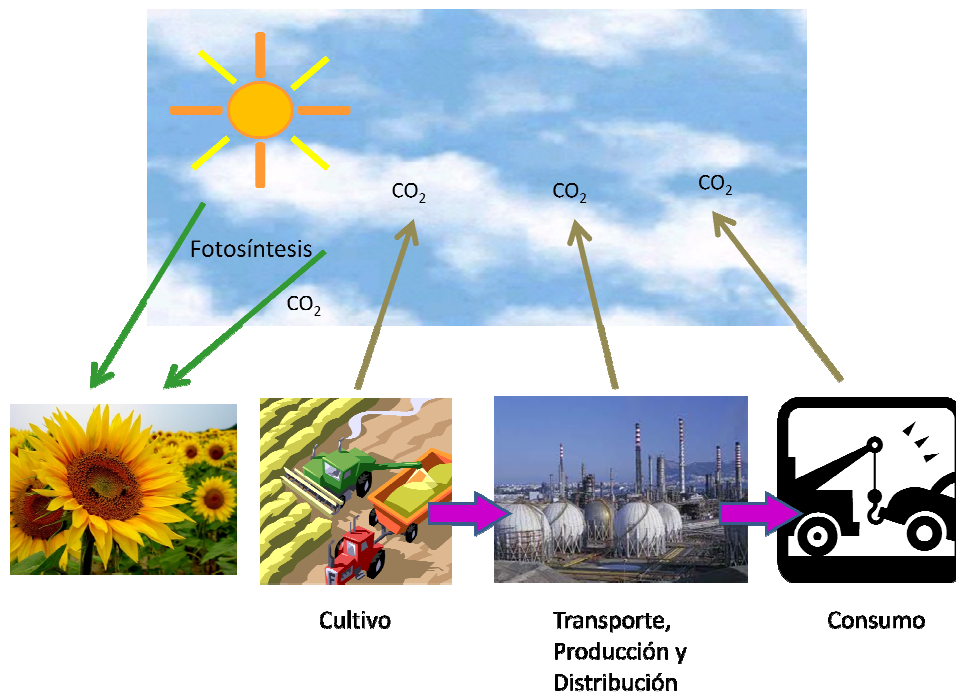 CO₂
CO₂
CO₂
Fotosíntesis
CO₂
Cultivo
Transporte,
Producción y
Distribución
Consumo